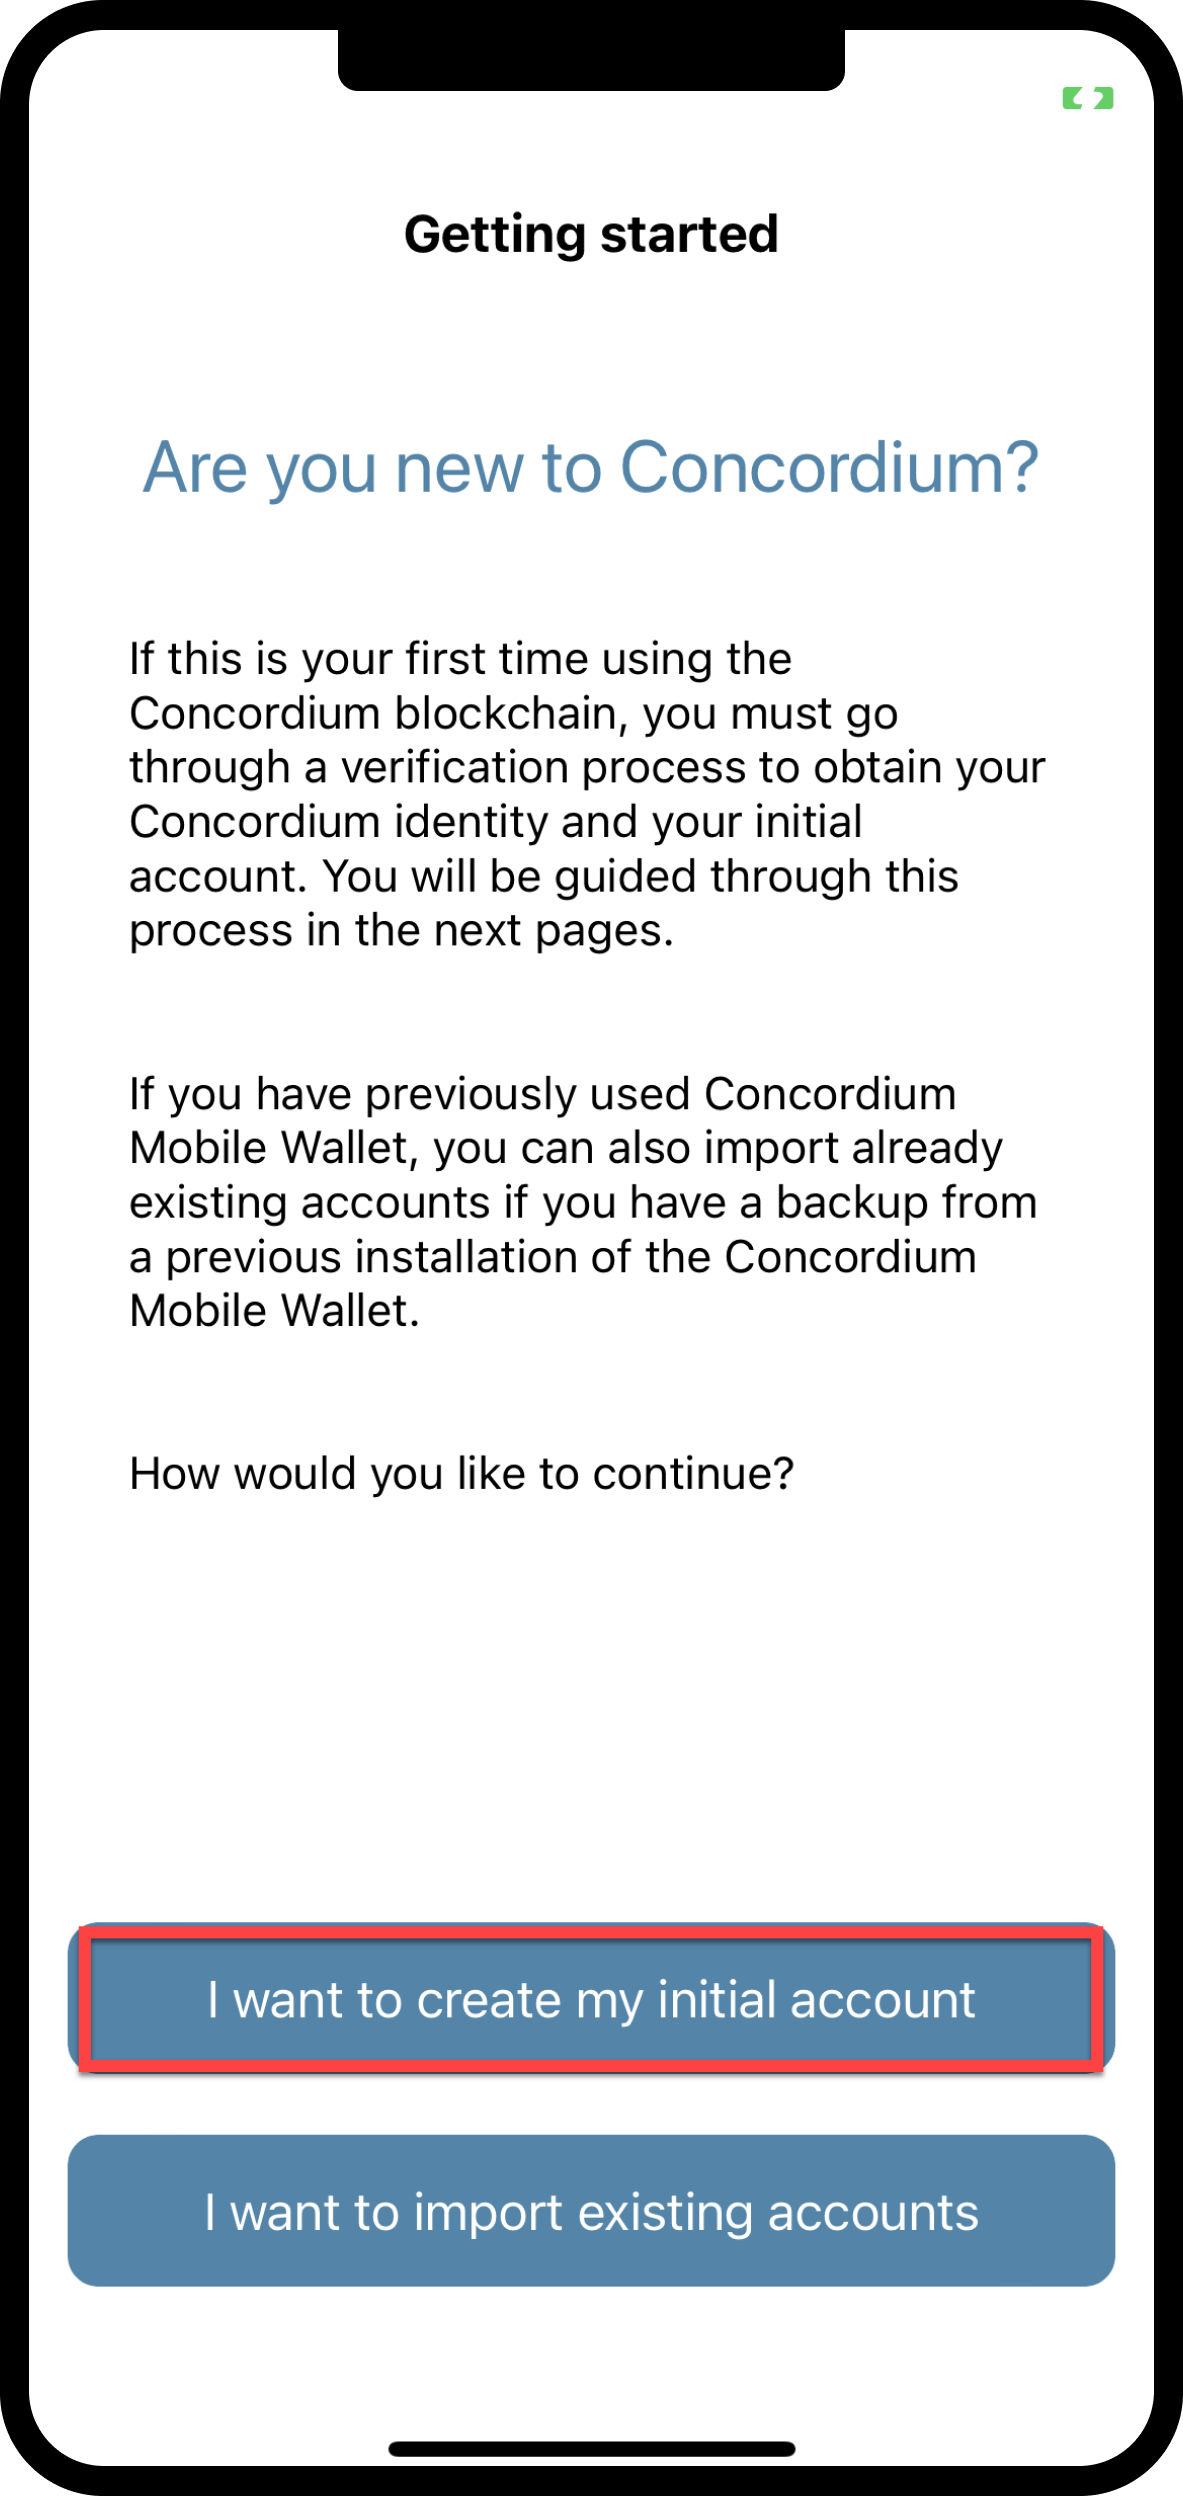 Getting started
Are you new to Concordium?
If this is your first time using the
Concordium blockchain, you must go
through a verification process to obtain your
Concordium identity and your initial
account. You will be guided through this
process in the next pages.
If you have previously used Concordium
Mobile Wallet, you can also import already
existing accounts if you have a backup from
a previous installation of the Concordium
Mobile Wallet.
How would you like to continue?
I want to create my initial account
I want to import existing accounts